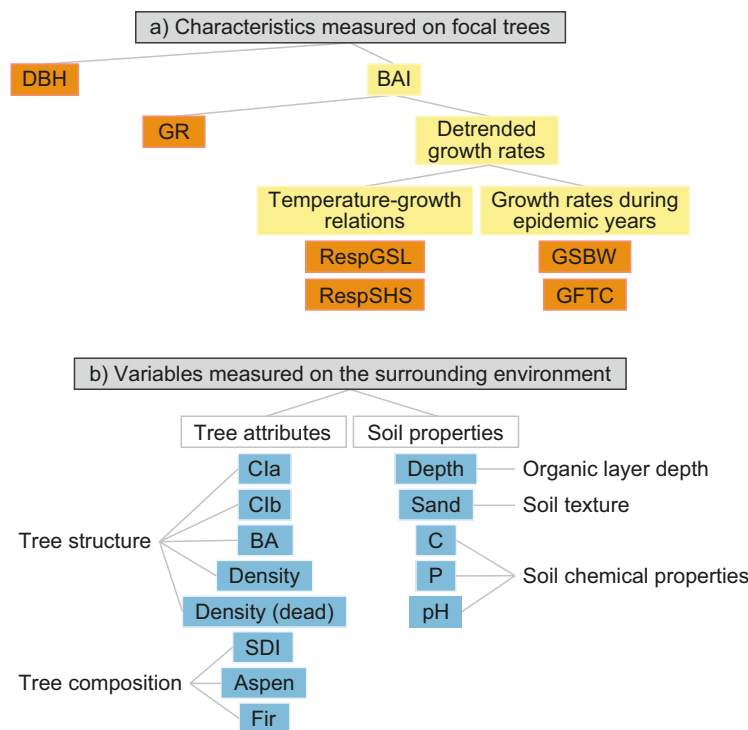 a) Characteristics measured on focal trees
DBH
BAI
GR
Detrended
growth rates
Temperature-growth
relations
Growth rates during
epidemic years
RespGSL
GSBW
RespSHS
GFTC
b) Variables measured on the surrounding environment
Tree attributes
Soil properties
CIa
Depth
Organic layer depth
CIb
Sand
Soil texture
Tree structure
BA
C
Density
P
Soil chemical properties
Density (dead)
pH
SDI
Tree composition
Aspen
Fir